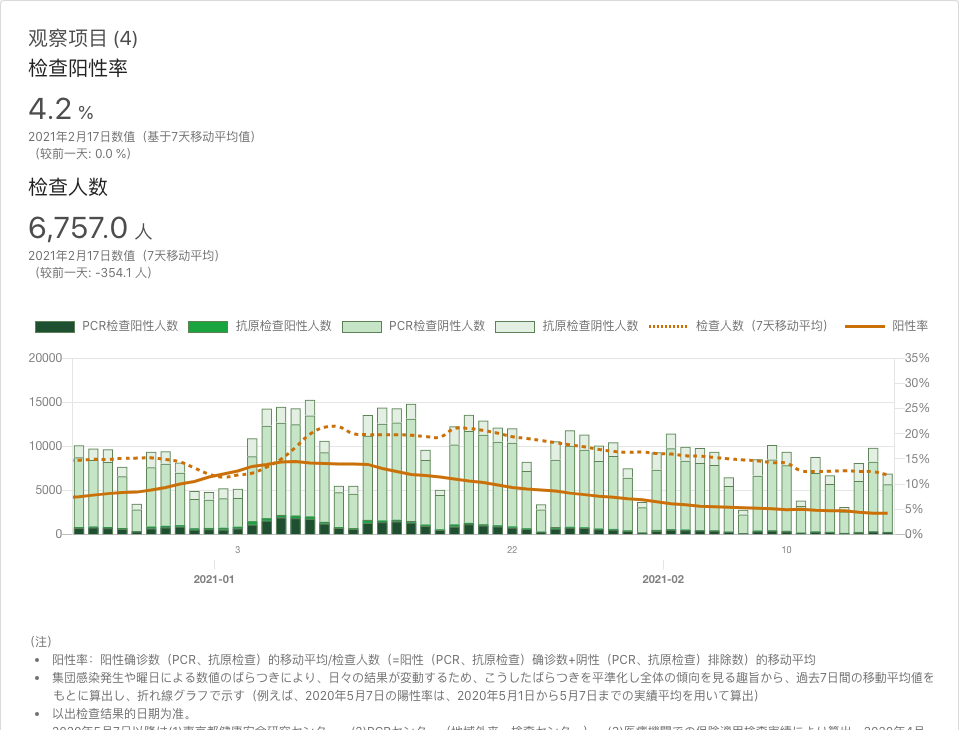 观察项目 (4)
检查阳性率
4.2 %
2021年2月17日数值（基于7天移动平均值）
（较前一天: 0.0 %）
检查人数
6,757.0 人
2021年2月17日数值（7天移动平均）
（较前一天: -354.1 人）
PCR检查阳性人数 抗原检查阳性人数 PCR检查阴性人数 抗原检查阴性人数 检查人数（7天移动平均） 阳性率
20000 35%
30%
15000 25%
20%
10000 15%
5000 10%
5%
0 0%
3 22 10
2021-01 2021-02
（注）
• 阳性率：阳性确诊数（PCR、抗原检查）的移动平均/检查人数（=阳性（PCR、抗原检查）确诊数+阴性（PCR、抗原检查）排除数）的移动平均
• 集団感染発生や曜日による数値のばらつきにより、日々の結果が変動するため、こうしたばらつきを平準化し全体の傾向を見る趣旨から、過去7日間の移動平均値を
もとに算出し、折れ線グラフで示す（例えば、2020年5月7日の陽性率は、2020年5月1日から5月7日までの実績平均を用いて算出）
• 以出检查结果的日期为准。